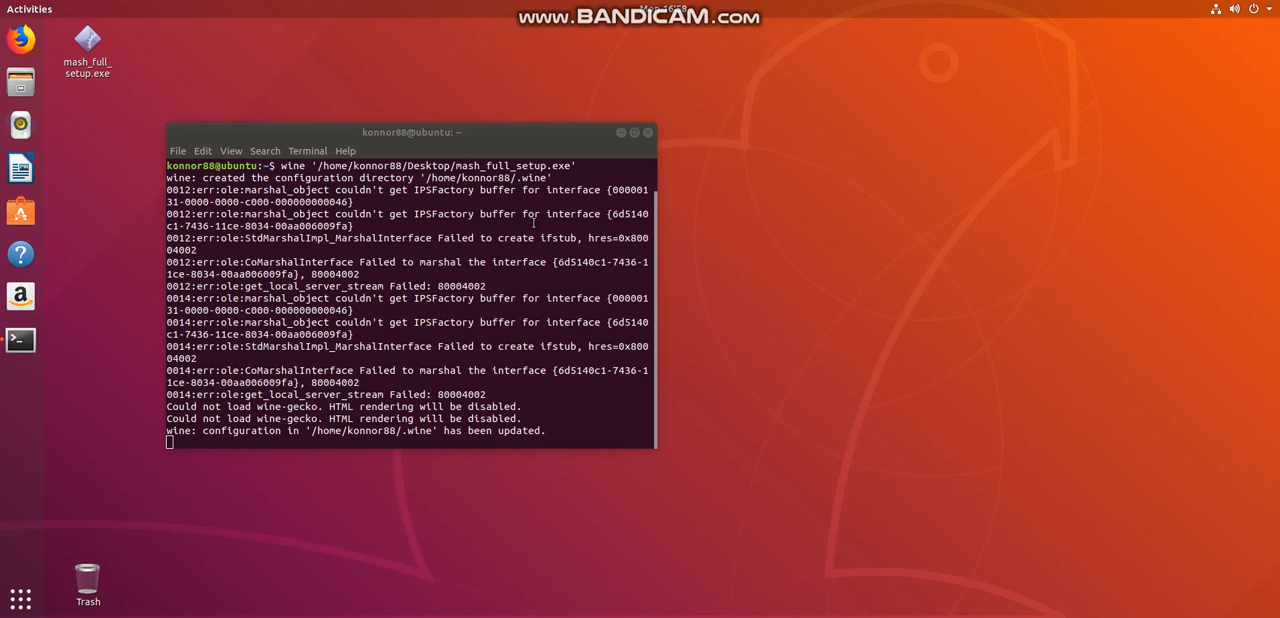 Activities
www.BANDICAM.com
mash_full_
setup.exe
konnor88@ubuntu: ~
File Edit View Search Terminal Help
konnor88@ubuntu:~$ wine '/home/konnor88/Desktop/mash_full_setup.exe'
wine: created the configuration directory '/home/konnor88/.wine'
0012:err:ole:marshal_object couldn't get IPSFactory buffer for interface {000001
31-0000-0000-c000-000000000046}
0012:err:ole:marshal_object couldn't get IPSFactory buffer for interface {6d5140
c1-7436-11ce-8034-00aa006009fa}
0012:err:ole:StdMarshalImpl_MarshalInterface Failed to create ifstub, hres=0x800
04002
0012:err:ole:CoMarshalInterface Failed to marshal the interface {6d5140c1-7436-1
1ce-8034-00aa006009fa}, 80004002
0012:err:ole:get_local_server_stream Failed: 80004002
0014:err:ole:marshal_object couldn't get IPSFactory buffer for interface {000001
31-0000-0000-c000-000000000046}
0014:err:ole:marshal_object couldn't get IPSFactory buffer for interface {6d5140
c1-7436-11ce-8034-00aa006009fa}
0014:err:ole:StdMarshalImpl_MarshalInterface Failed to create ifstub, hres=0x800
04002
0014:err:ole:CoMarshalInterface Failed to marshal the interface {6d5140c1-7436-1
1ce-8034-00aa006009fa}, 80004002
0014:err:ole:get_local_server_stream Failed: 80004002
Could not load wine-gecko. HTML rendering will be disabled.
Could not load wine-gecko. HTML rendering will be disabled.
wine: configuration in '/home/konnor88/.wine' has been updated.
Trash